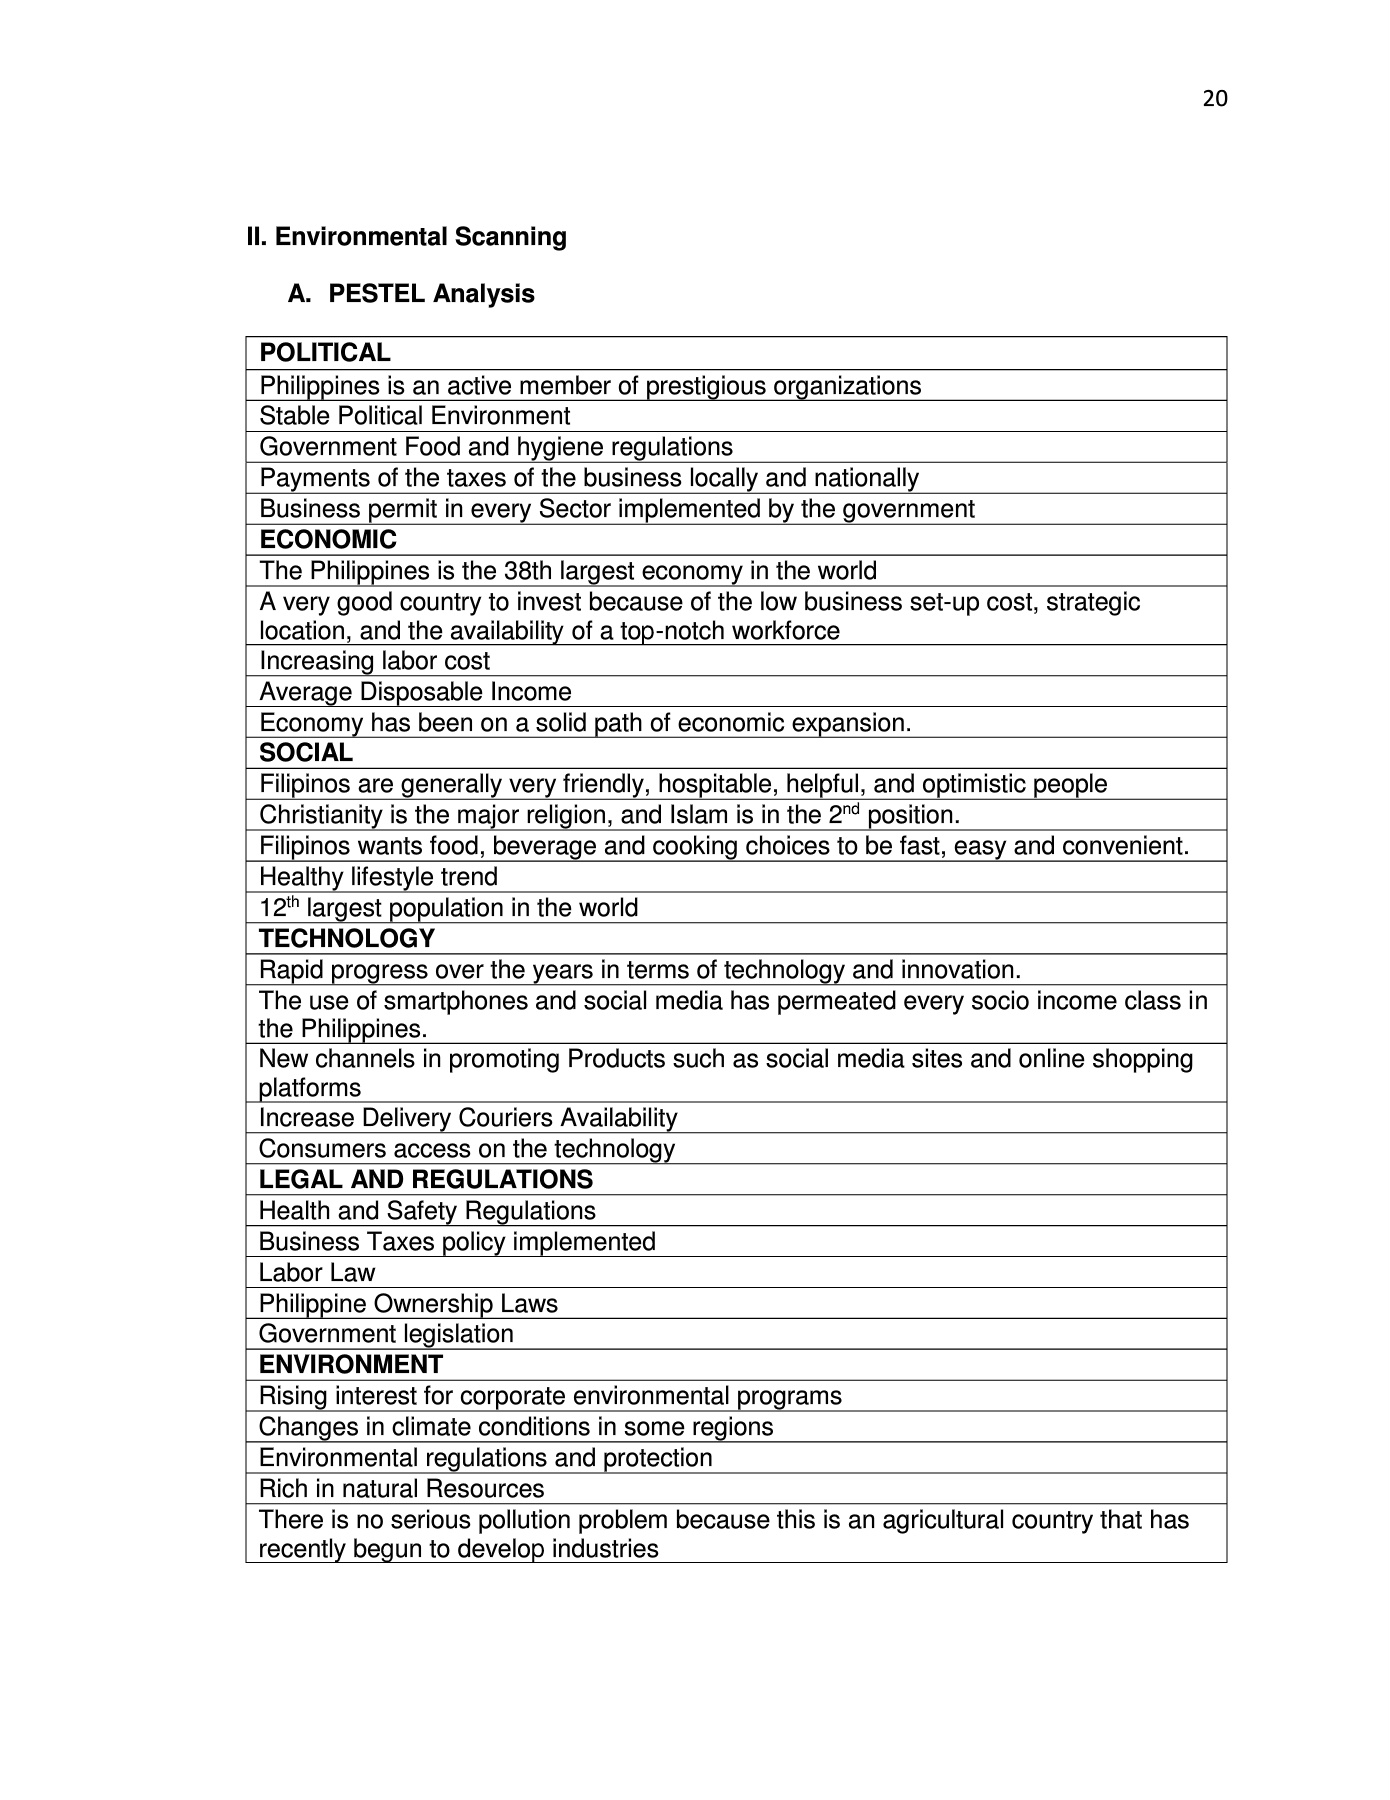 20
II. Environmental Scanning
A. PESTEL Analysis
POLITICAL
Philippines is an active member of prestigious organizations
Stable Political Environment
Government Food and hygiene regulations
Payments of the taxes of the business locally and nationally
Business permit in every Sector implemented by the government
ECONOMIC
The Philippines is the 38th largest economy in the world
A very good country to invest because of the low business set-up cost, strategic
location, and the availability of a top-notch workforce
Increasing labor cost
Average Disposable Income
Economy has been on a solid path of economic expansion.
SOCIAL
Filipinos are generally very friendly, hospitable, helpful, and optimistic people
Christianity is the major religion, and Islam is in the 2nd position.
Filipinos wants food, beverage and cooking choices to be fast, easy and convenient.
Healthy lifestyle trend
12th largest population in the world
TECHNOLOGY
Rapid progress over the years in terms of technology and innovation.
The use of smartphones and social media has permeated every socio income class in
the Philippines.
New channels in promoting Products such as social media sites and online shopping
platforms
Increase Delivery Couriers Availability
Consumers access on the technology
LEGAL AND REGULATIONS
Health and Safety Regulations
Business Taxes policy implemented
Labor Law
Philippine Ownership Laws
Government legislation
ENVIRONMENT
Rising interest for corporate environmental programs
Changes in climate conditions in some regions
Environmental regulations and protection
Rich in natural Resources
There is no serious pollution problem because this is an agricultural country that has
recently begun to develop industries